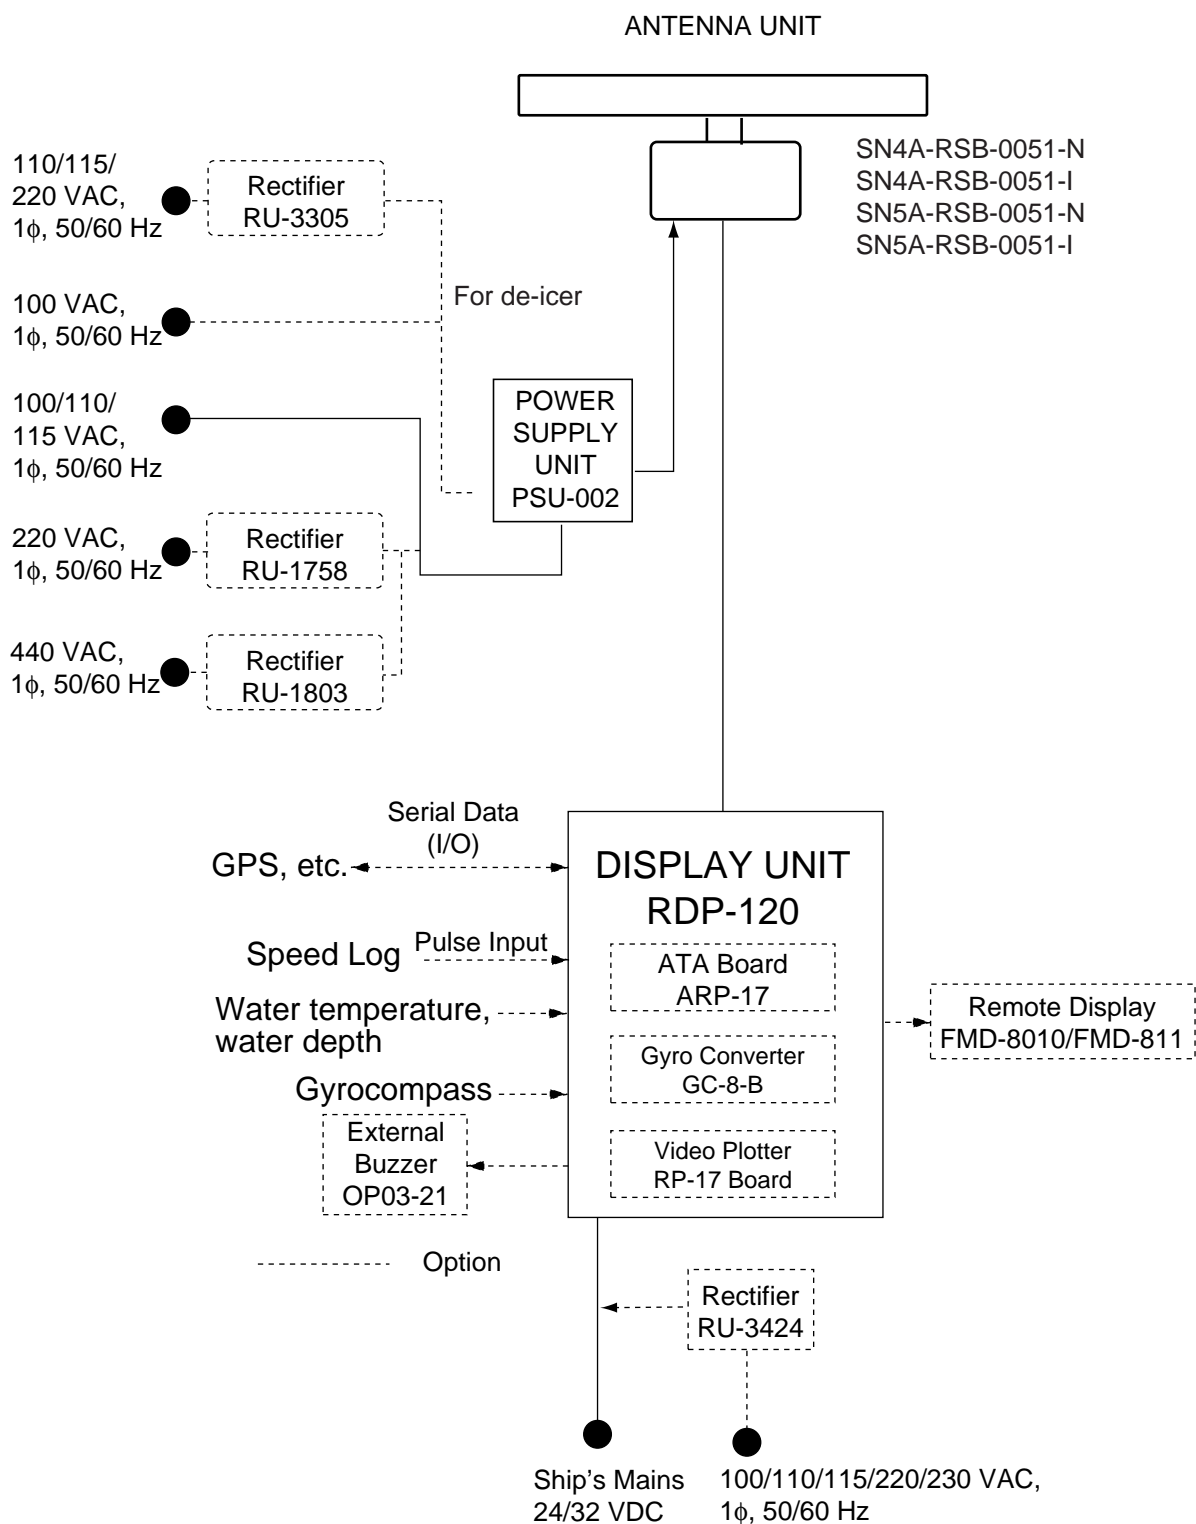 ANTENNA UNIT
SN4A-RSB-0051-N
SN4A-RSB-0051-I
SN5A-RSB-0051-N
SN5A-RSB-0051-I
110/115/
220 VAC,
1ϕ, 50/60 Hz
Rectifier
RU-3305
100 VAC,
1ϕ, 50/60 Hz
For de-icer
100/110/
115 VAC,
1ϕ, 50/60 Hz
POWER
SUPPLY
UNIT
PSU-002
220 VAC,
1ϕ, 50/60 Hz
Rectifier
RU-1758
440 VAC,
1ϕ, 50/60 Hz
Rectifier
RU-1803
Serial Data
(I/O)
GPS, etc.
Speed Log
Pulse Input
Water temperature,
water depth
Gyrocompass
External
Buzzer
OP03-21
DISPLAY UNIT
RDP-120
ATA Board
ARP-17
Gyro Converter
GC-8-B
Video Plotter
RP-17 Board
Remote Display
FMD-8010/FMD-811
Option
Rectifier
RU-3424
Ship's Mains
24/32 VDC
100/110/115/220/230 VAC,
1ϕ, 50/60 Hz